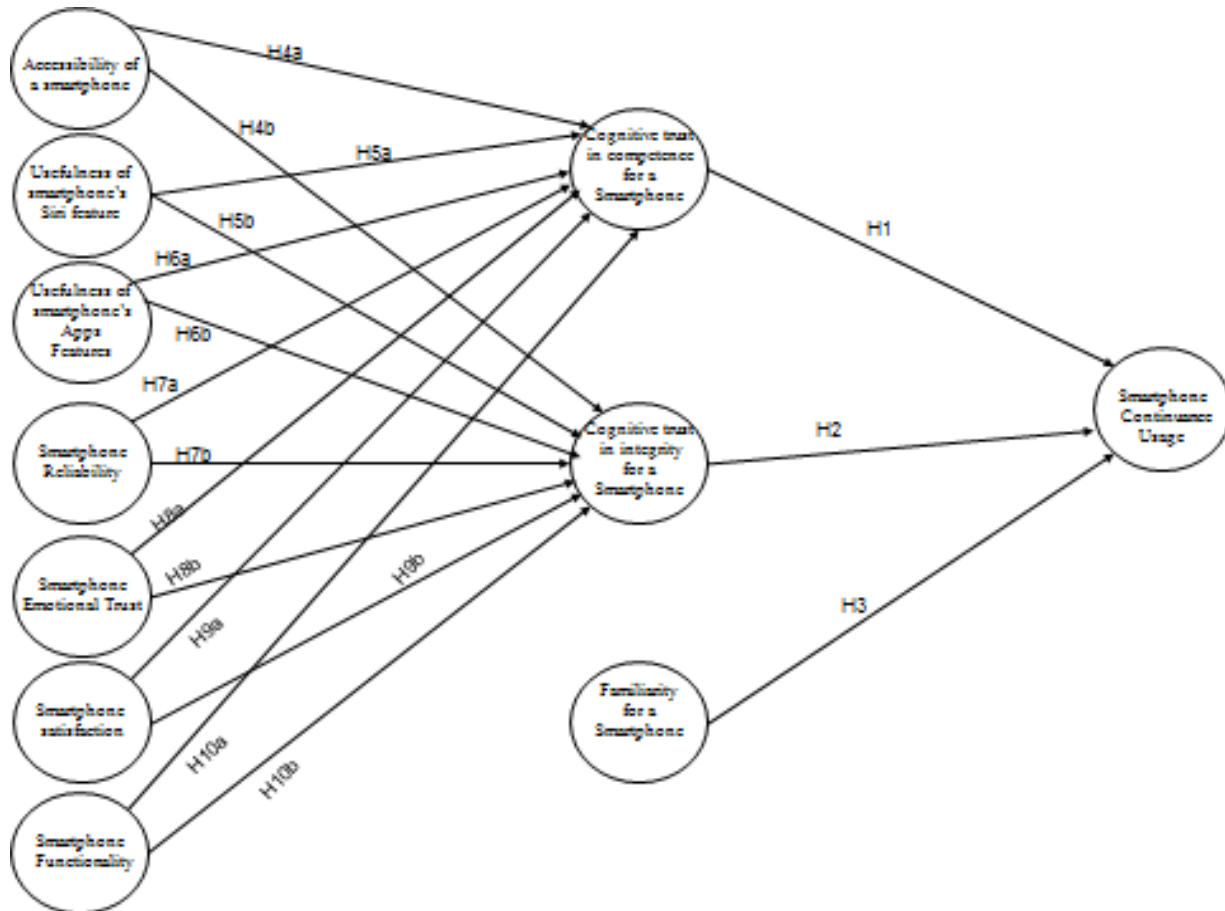 Accessibility of
a smartphone
Usefulness of
smartphone's
Siri feature
Usefulness of
smartphone's
Apps
Features
Smartphone
Reliability
Smartphone
Emotional Trust
Smartphone
satisfaction
Smartphone
Functionality
H4a
H4b
H5a
H5b
H6a
H6b
H7a
H7b
H8a
H8b
H9a
H9b
H10a
H10b
Cognitive trust
in competence
for a
Smartphone
Cognitive trust
in integrity
for a
Smartphone
Familiarity
for a
Smartphone
H1
H2
H3
Smartphone
Continuance
Usage